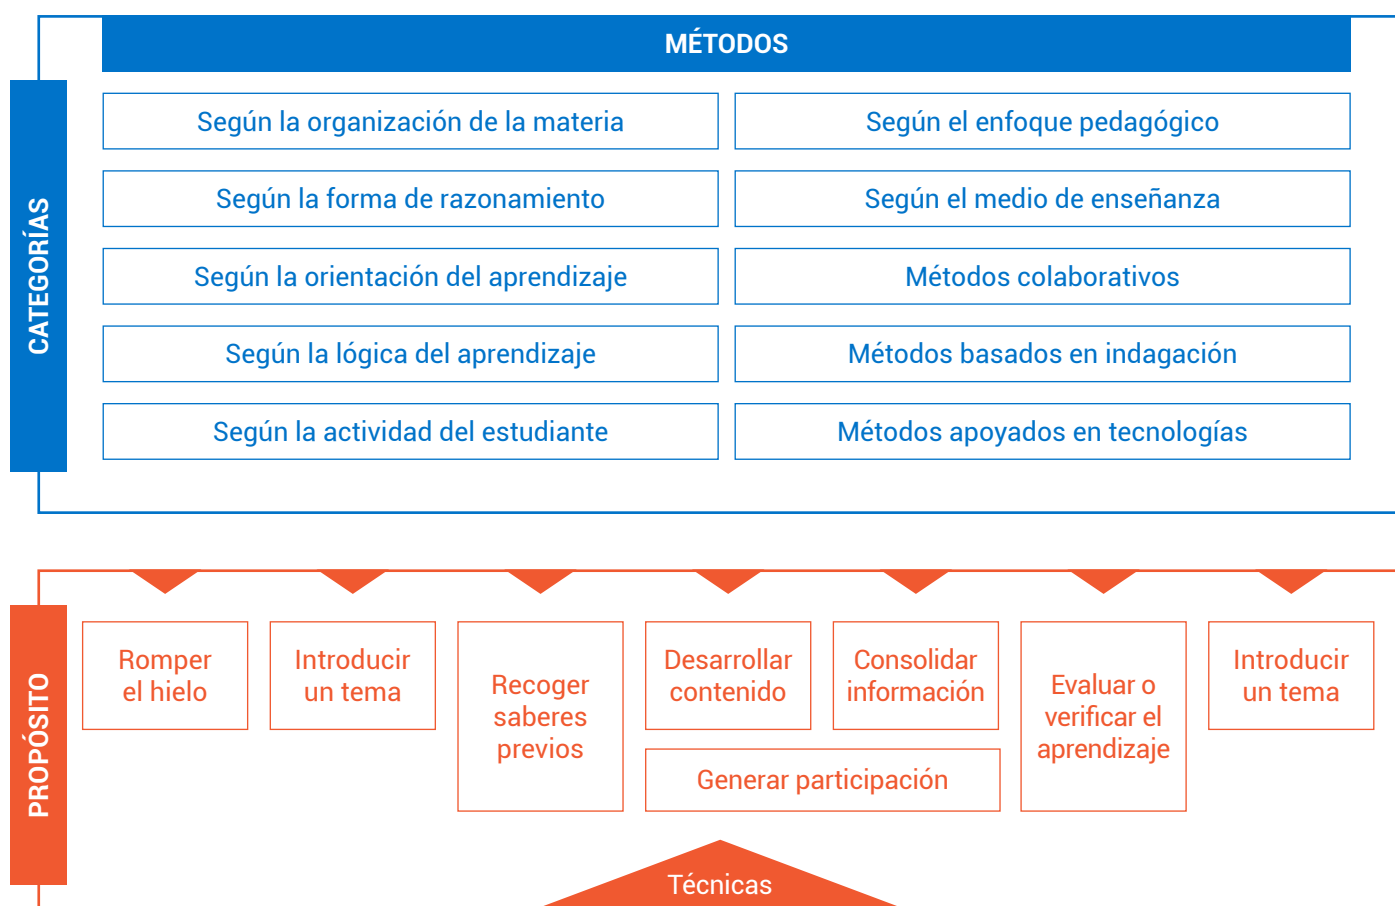 MÉTODOS
CATEGORÍAS
Según la organización de la materia
Según el enfoque pedagógico
Según la forma de razonamiento
Según el medio de enseñanza
Según la orientación del aprendizaje
Métodos colaborativos
Según la lógica del aprendizaje
Métodos basados en indagación
Según la actividad del estudiante
Métodos apoyados en tecnologías
PROPÓSITO
Romper
el hielo
Introducir
un tema
Recoger
saberes
previos
Desarrollar
contenido
Consolidar
información
Generar participación
Evaluar o
verificar el
aprendizaje
Introducir
un tema
Técnicas